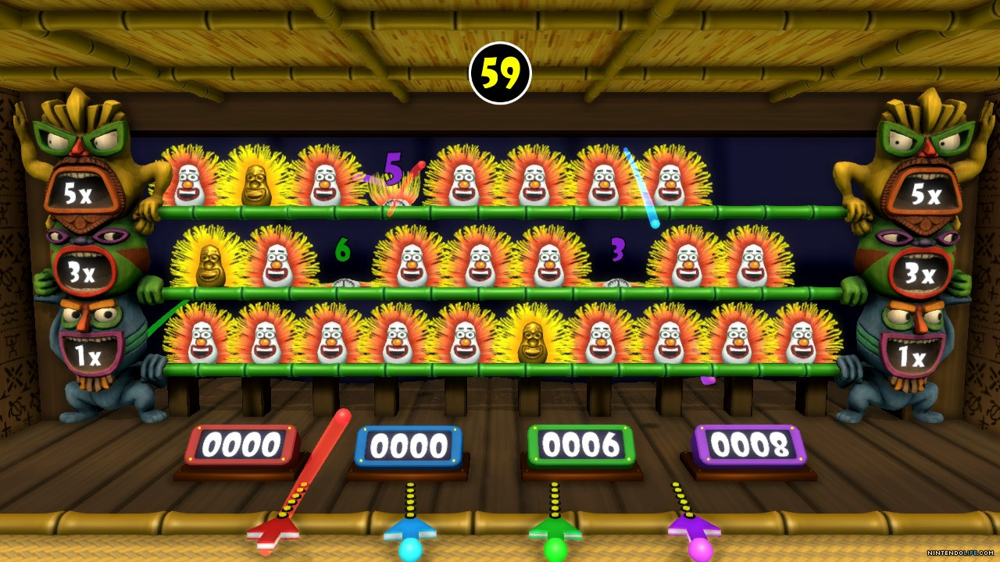 59
5
5x
5x
6
3
3x
3x
1x
1x
0000
0000
0006
0008
NINTENDOLIFE.COM